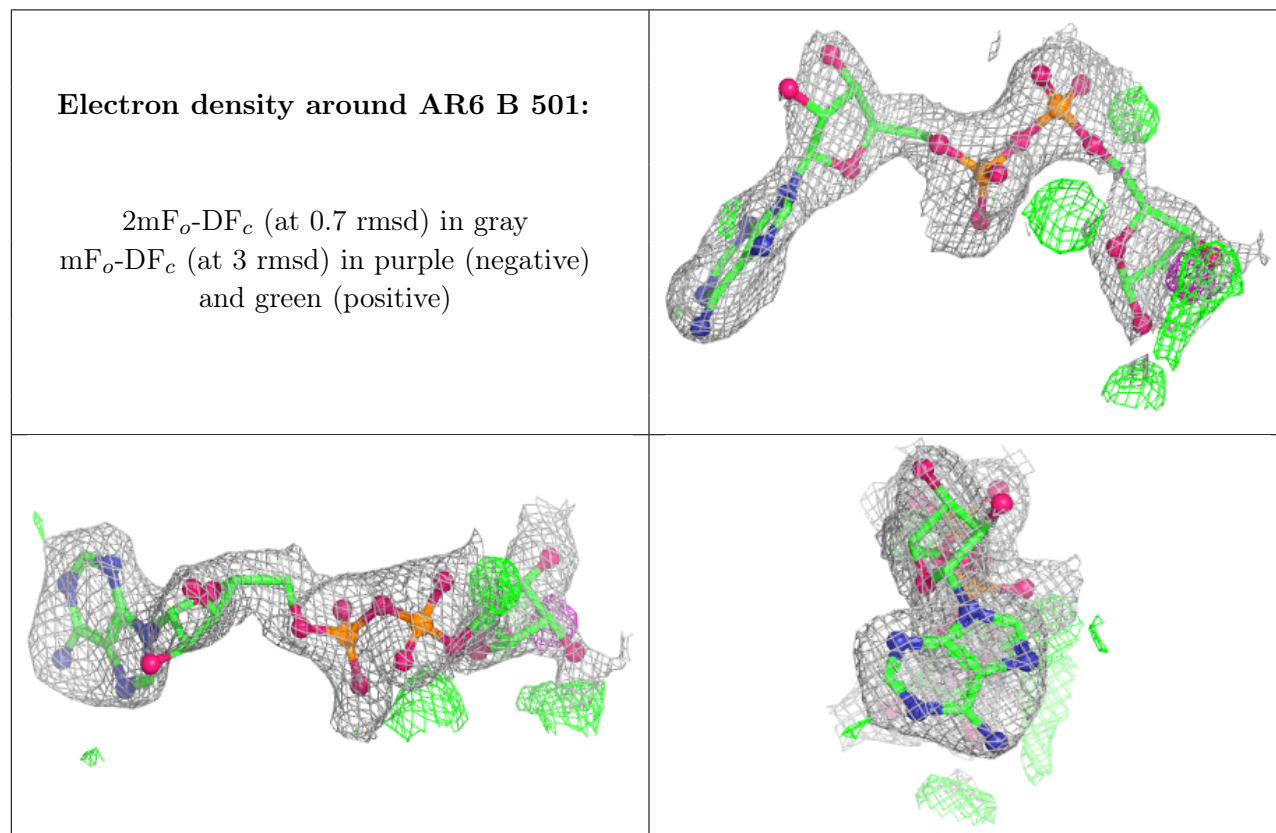 Electron density around AR6 B 501:
2mFₒ-DF𝒸 (at 0.7 rmsd) in gray
mFₒ-DF𝒸 (at 3 rmsd) in purple (negative)
and green (positive)